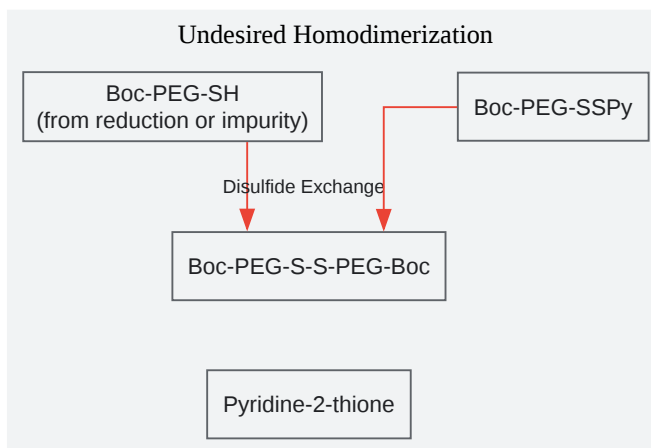 Undesired Homodimerization
Boc-PEG-SH
(from reduction or impurity)
Boc-PEG-SSPy
Disulfide Exchange
Boc-PEG-S-S-PEG-Boc
Pyridine-2-thione